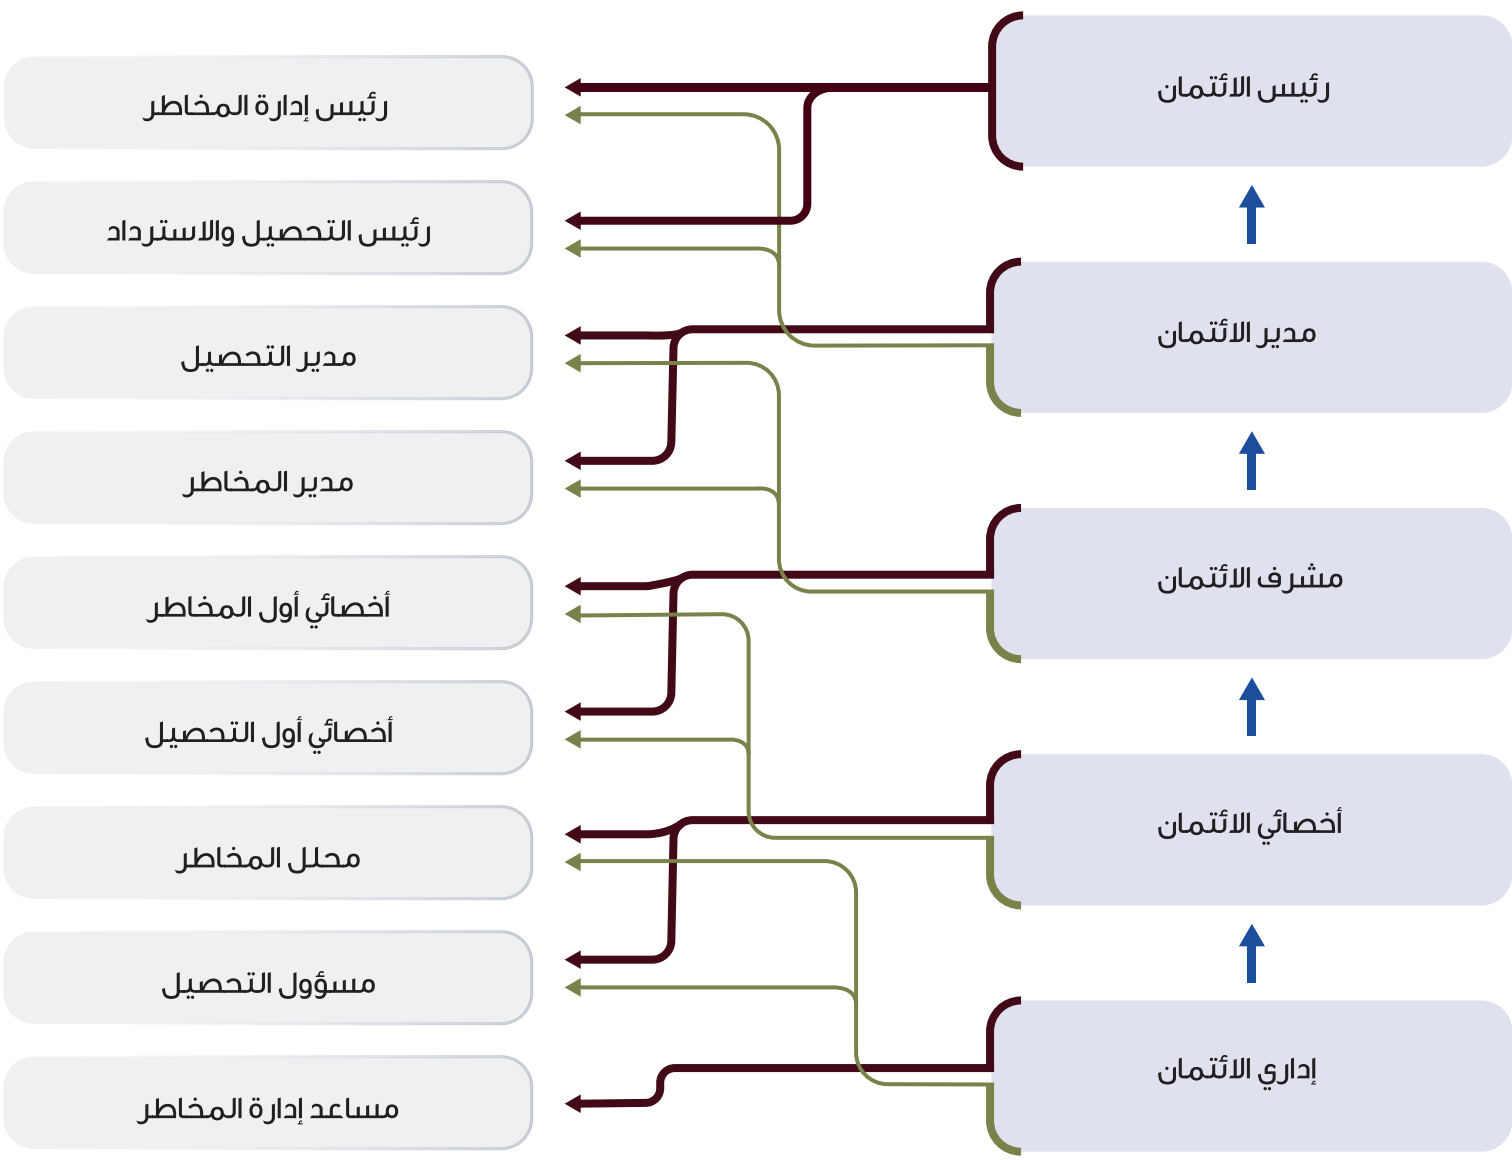 رئيس الائتمان
مدير الائتمان
مشرف الائتمان
أخصائي الائتمان
إداري الائتمان
رئيس إدارة المخاطر
رئيس التحصيل والاسترداد
مدير التحصيل
مدير المخاطر
أخصائي أول المخاطر
أخصائي أول التحصيل
محلل المخاطر
مسؤول التحصيل
مساعد إدارة المخاطر